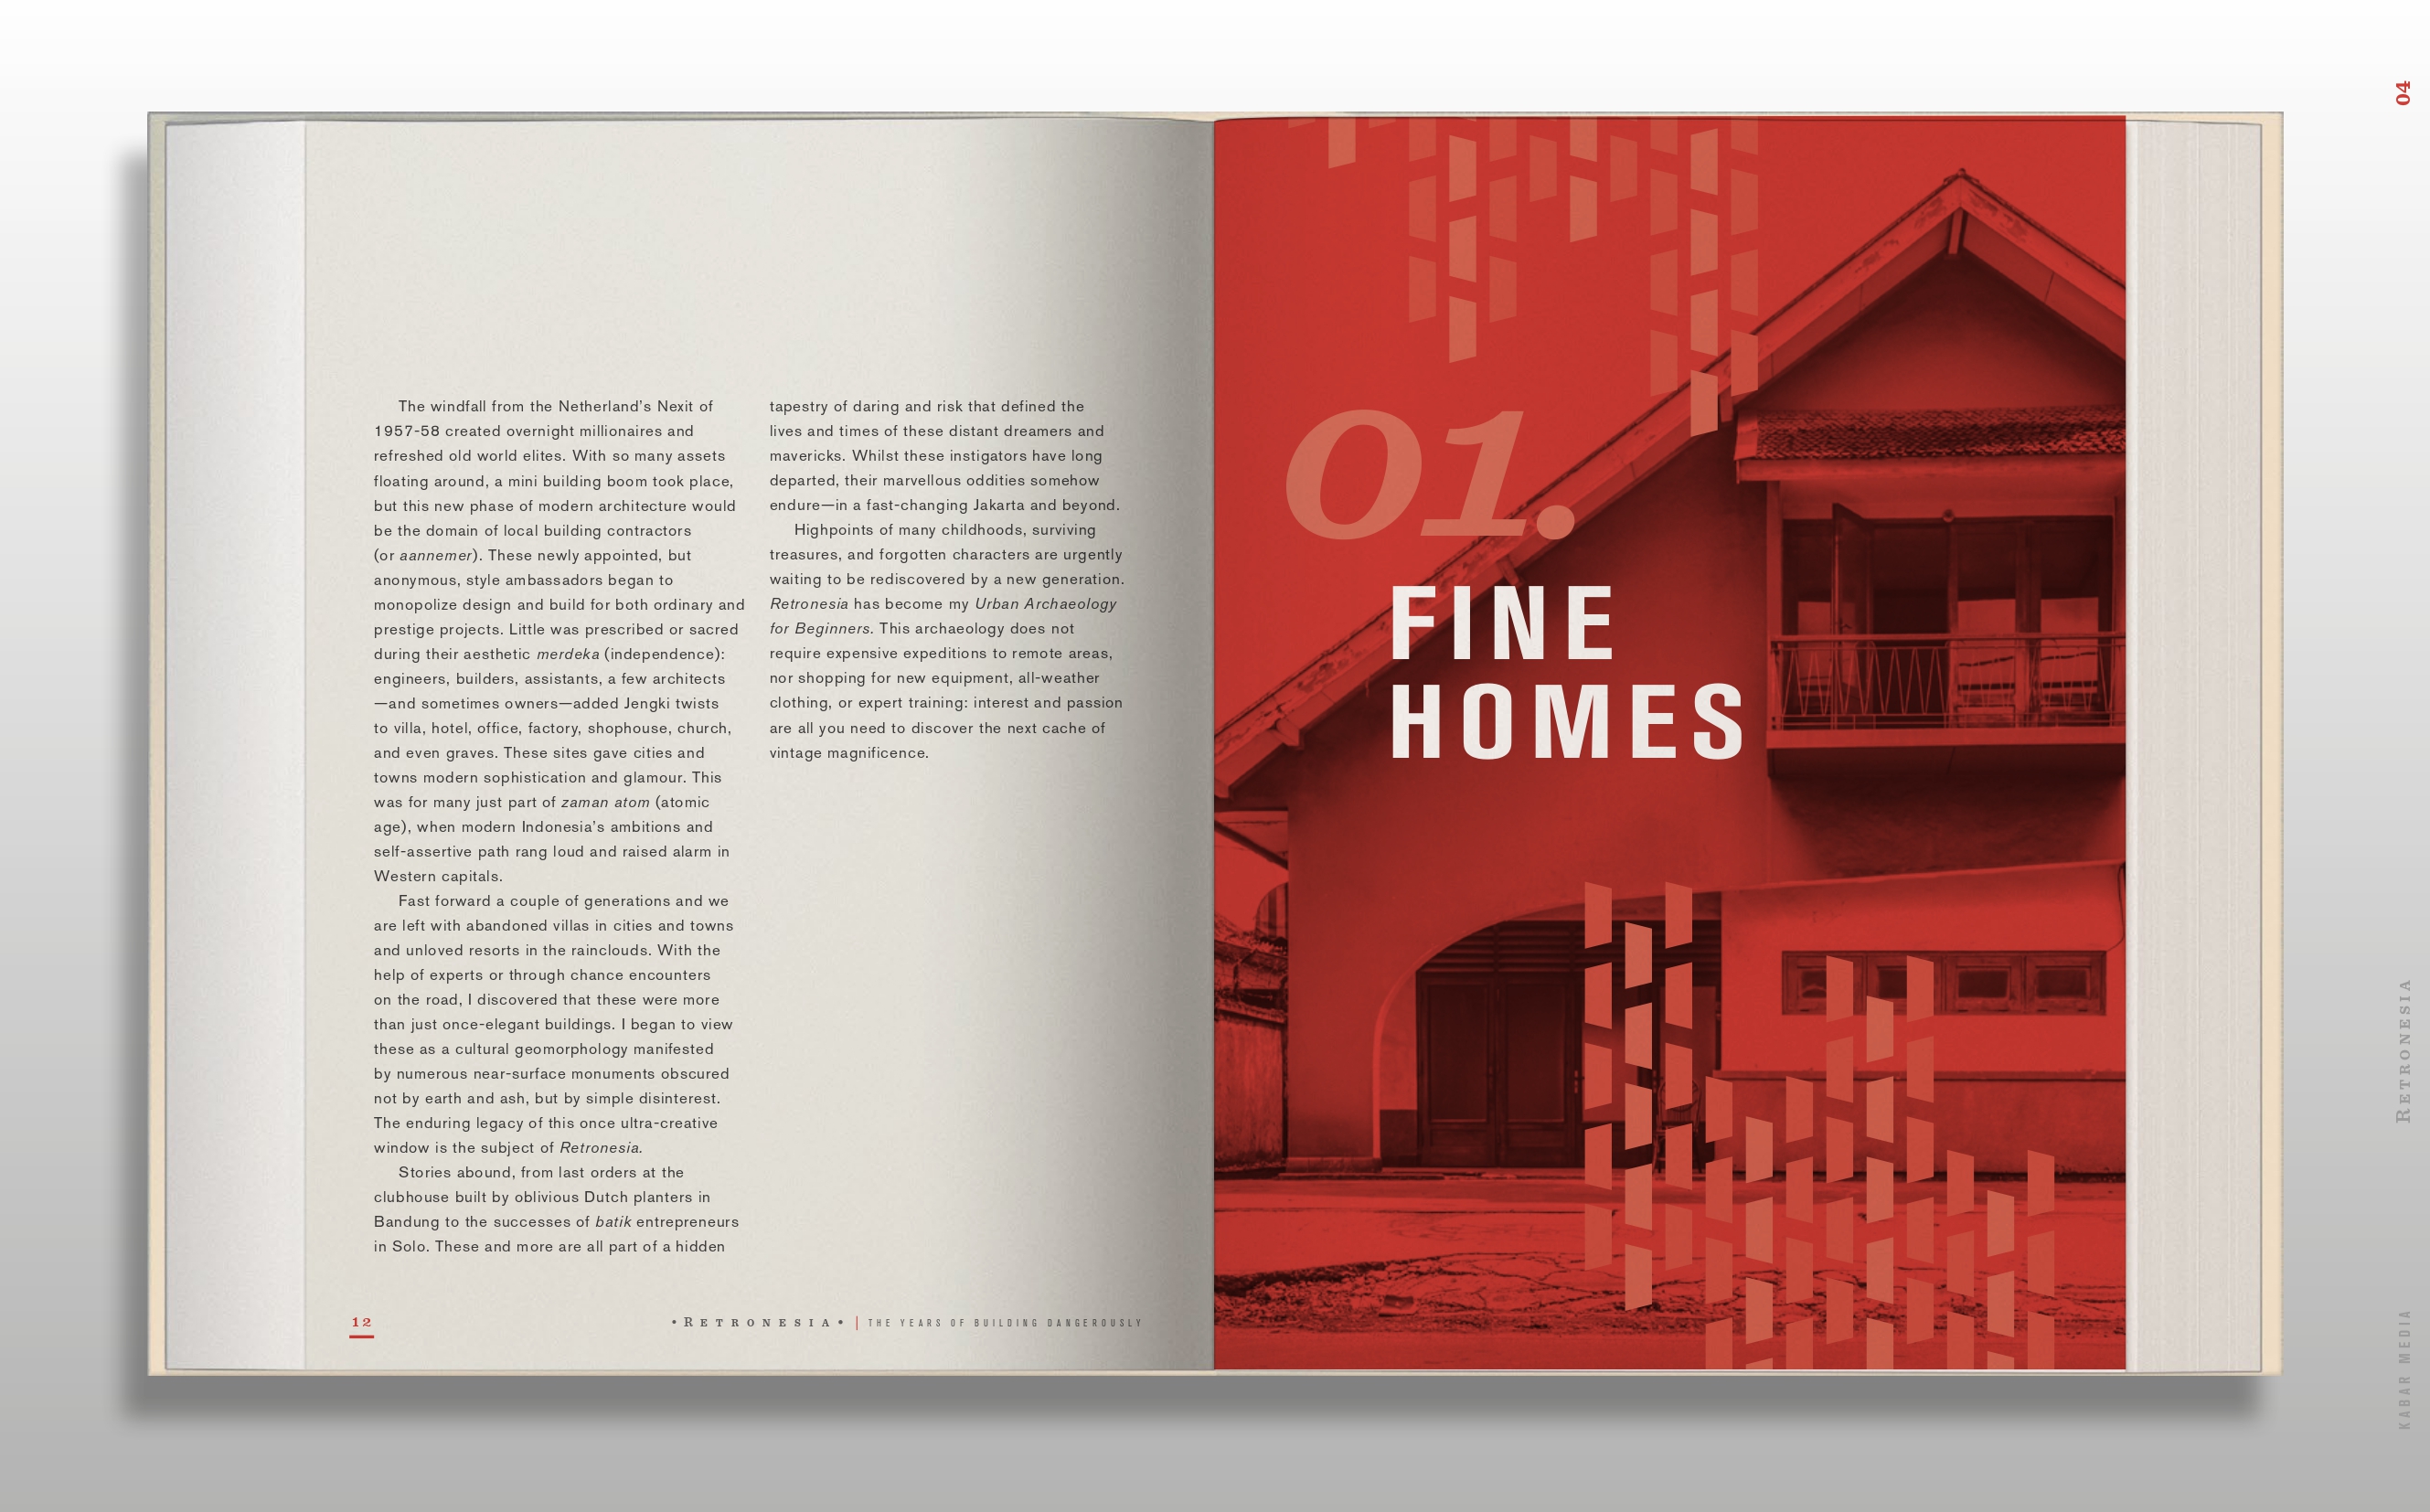 The windfall from the Netherland’s Nexit of
1957-58 created overnight millionaires and
refreshed old world elites. With so many assets
floating around, a mini building boom took place,
but this new phase of modern architecture would
be the domain of local building contractors
(or aannemer). These newly appointed, but
anonymous, style ambassadors began to
monopolize design and build for both ordinary and
prestige projects. Little was prescribed or sacred
during their aesthetic merdeka (independence):
engineers, builders, assistants, a few architects
—and sometimes owners—added Jengki twists
to villa, hotel, office, factory, shophouse, church,
and even graves. These sites gave cities and
towns modern sophistication and glamour. This
was for many just part of zaman atom (atomic
age), when modern Indonesia’s ambitions and
self-assertive path rang loud and raised alarm in
Western capitals.
Fast forward a couple of generations and we
are left with abandoned villas in cities and towns
and unloved resorts in the rainclouds. With the
help of experts or through chance encounters
on the road, I discovered that these were more
than just once-elegant buildings. I began to view
these as a cultural geomorphology manifested
by numerous near-surface monuments obscured
not by earth and ash, but by simple disinterest.
The enduring legacy of this once ultra-creative
window is the subject of Retronesia.
Stories abound, from last orders at the
clubhouse built by oblivious Dutch planters in
Bandung to the successes of batik entrepreneurs
in Solo. These and more are all part of a hidden
tapestry of daring and risk that defined the
lives and times of these distant dreamers and
mavericks. Whilst these instigators have long
departed, their marvellous oddities somehow
endure—in a fast-changing Jakarta and beyond.
Highpoints of many childhoods, surviving
treasures, and forgotten characters are urgently
waiting to be rediscovered by a new generation.
Retronesia has become my Urban Archaeology
for Beginners. This archaeology does not
require expensive expeditions to remote areas,
nor shopping for new equipment, all-weather
clothing, or expert training: interest and passion
are all you need to discover the next cache of
vintage magnificence.
12
• RETRONESIA • | THE YEARS OF BUILDING DANGEROUSLY
01.
FINE
HOMES
04
RETRONESIA
KABAR MEDIA